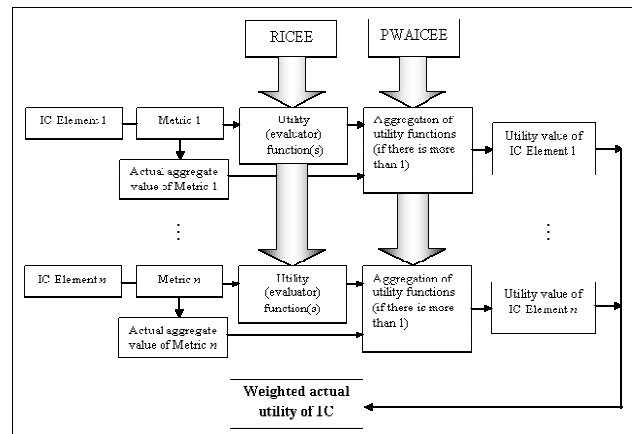 RICEE
PWAICEE
IC Element 1
Metric 1
Utility
(evaluator)
function(s)
Aggregation of
utility functions
(if there is more
than 1)
Utility value of
IC Element 1
Actual aggregate
value of Metric 1
⋮
⋮
IC Element n
Metric n
Utility
(evaluator)
function(s)
Aggregation of
utility functions
(if there is more
than 1)
Utility value of
IC Element n
Actual aggregate
value of Metric n
Weighted actual
utility of IC